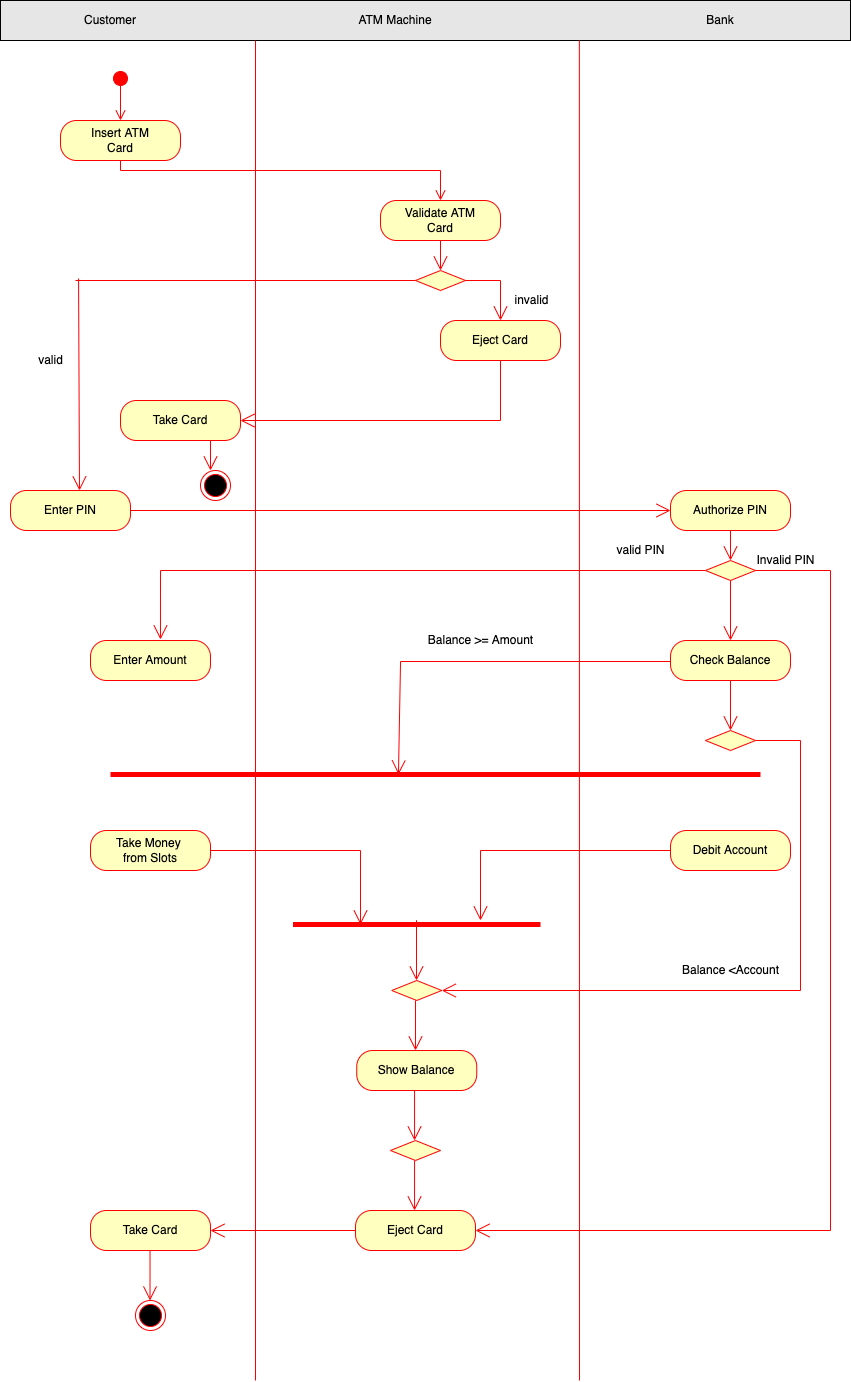 Customer
ATM Machine
Bank
Insert ATM
Card
Validate ATM
Card
invalid
Eject Card
valid
Take Card
Enter PIN
Authorize PIN
valid PIN
Invalid PIN
Balance >= Amount
Enter Amount
Check Balance
Take Money
from Slots
Debit Account
Balance <Account
Show Balance
Take Card
Eject Card